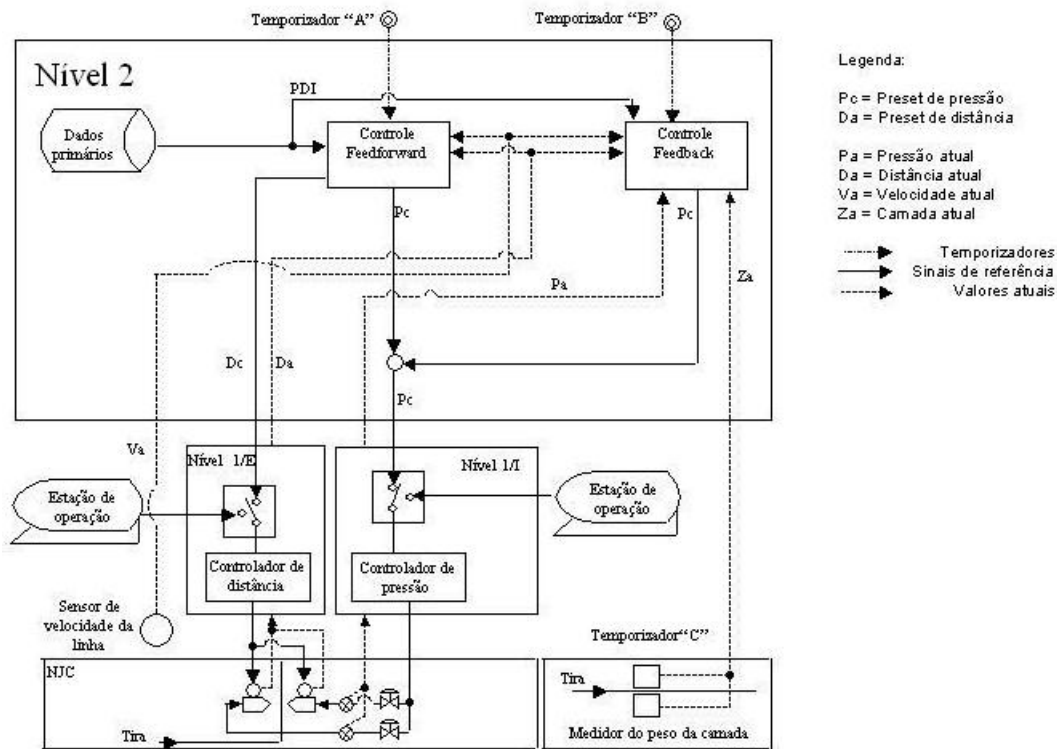 Temporizador “A”
Temporizador “B”
Nível 2
PDI
Dados
primários
Controle
Feedforward
Controle
Feedback
Pc
Pc
Pa
Za
Dc
Da
Pc
Va
Nível 1/E
Nível 1/I
Estação de
operação
Estação de
operação
Controlador de
distância
Controlador de
pressão
Sensor de
velocidade da
linha
Temporizador“C”
NJC
Tira
Tira
Medidor do peso da camada
Legenda:
Pc = Preset de pressão
Da = Preset de distância
Pa = Pressão atual
Da = Distância atual
Va = Velocidade atual
Za = Camada atual
Temporizadores
Sinais de referência
Valores atuais